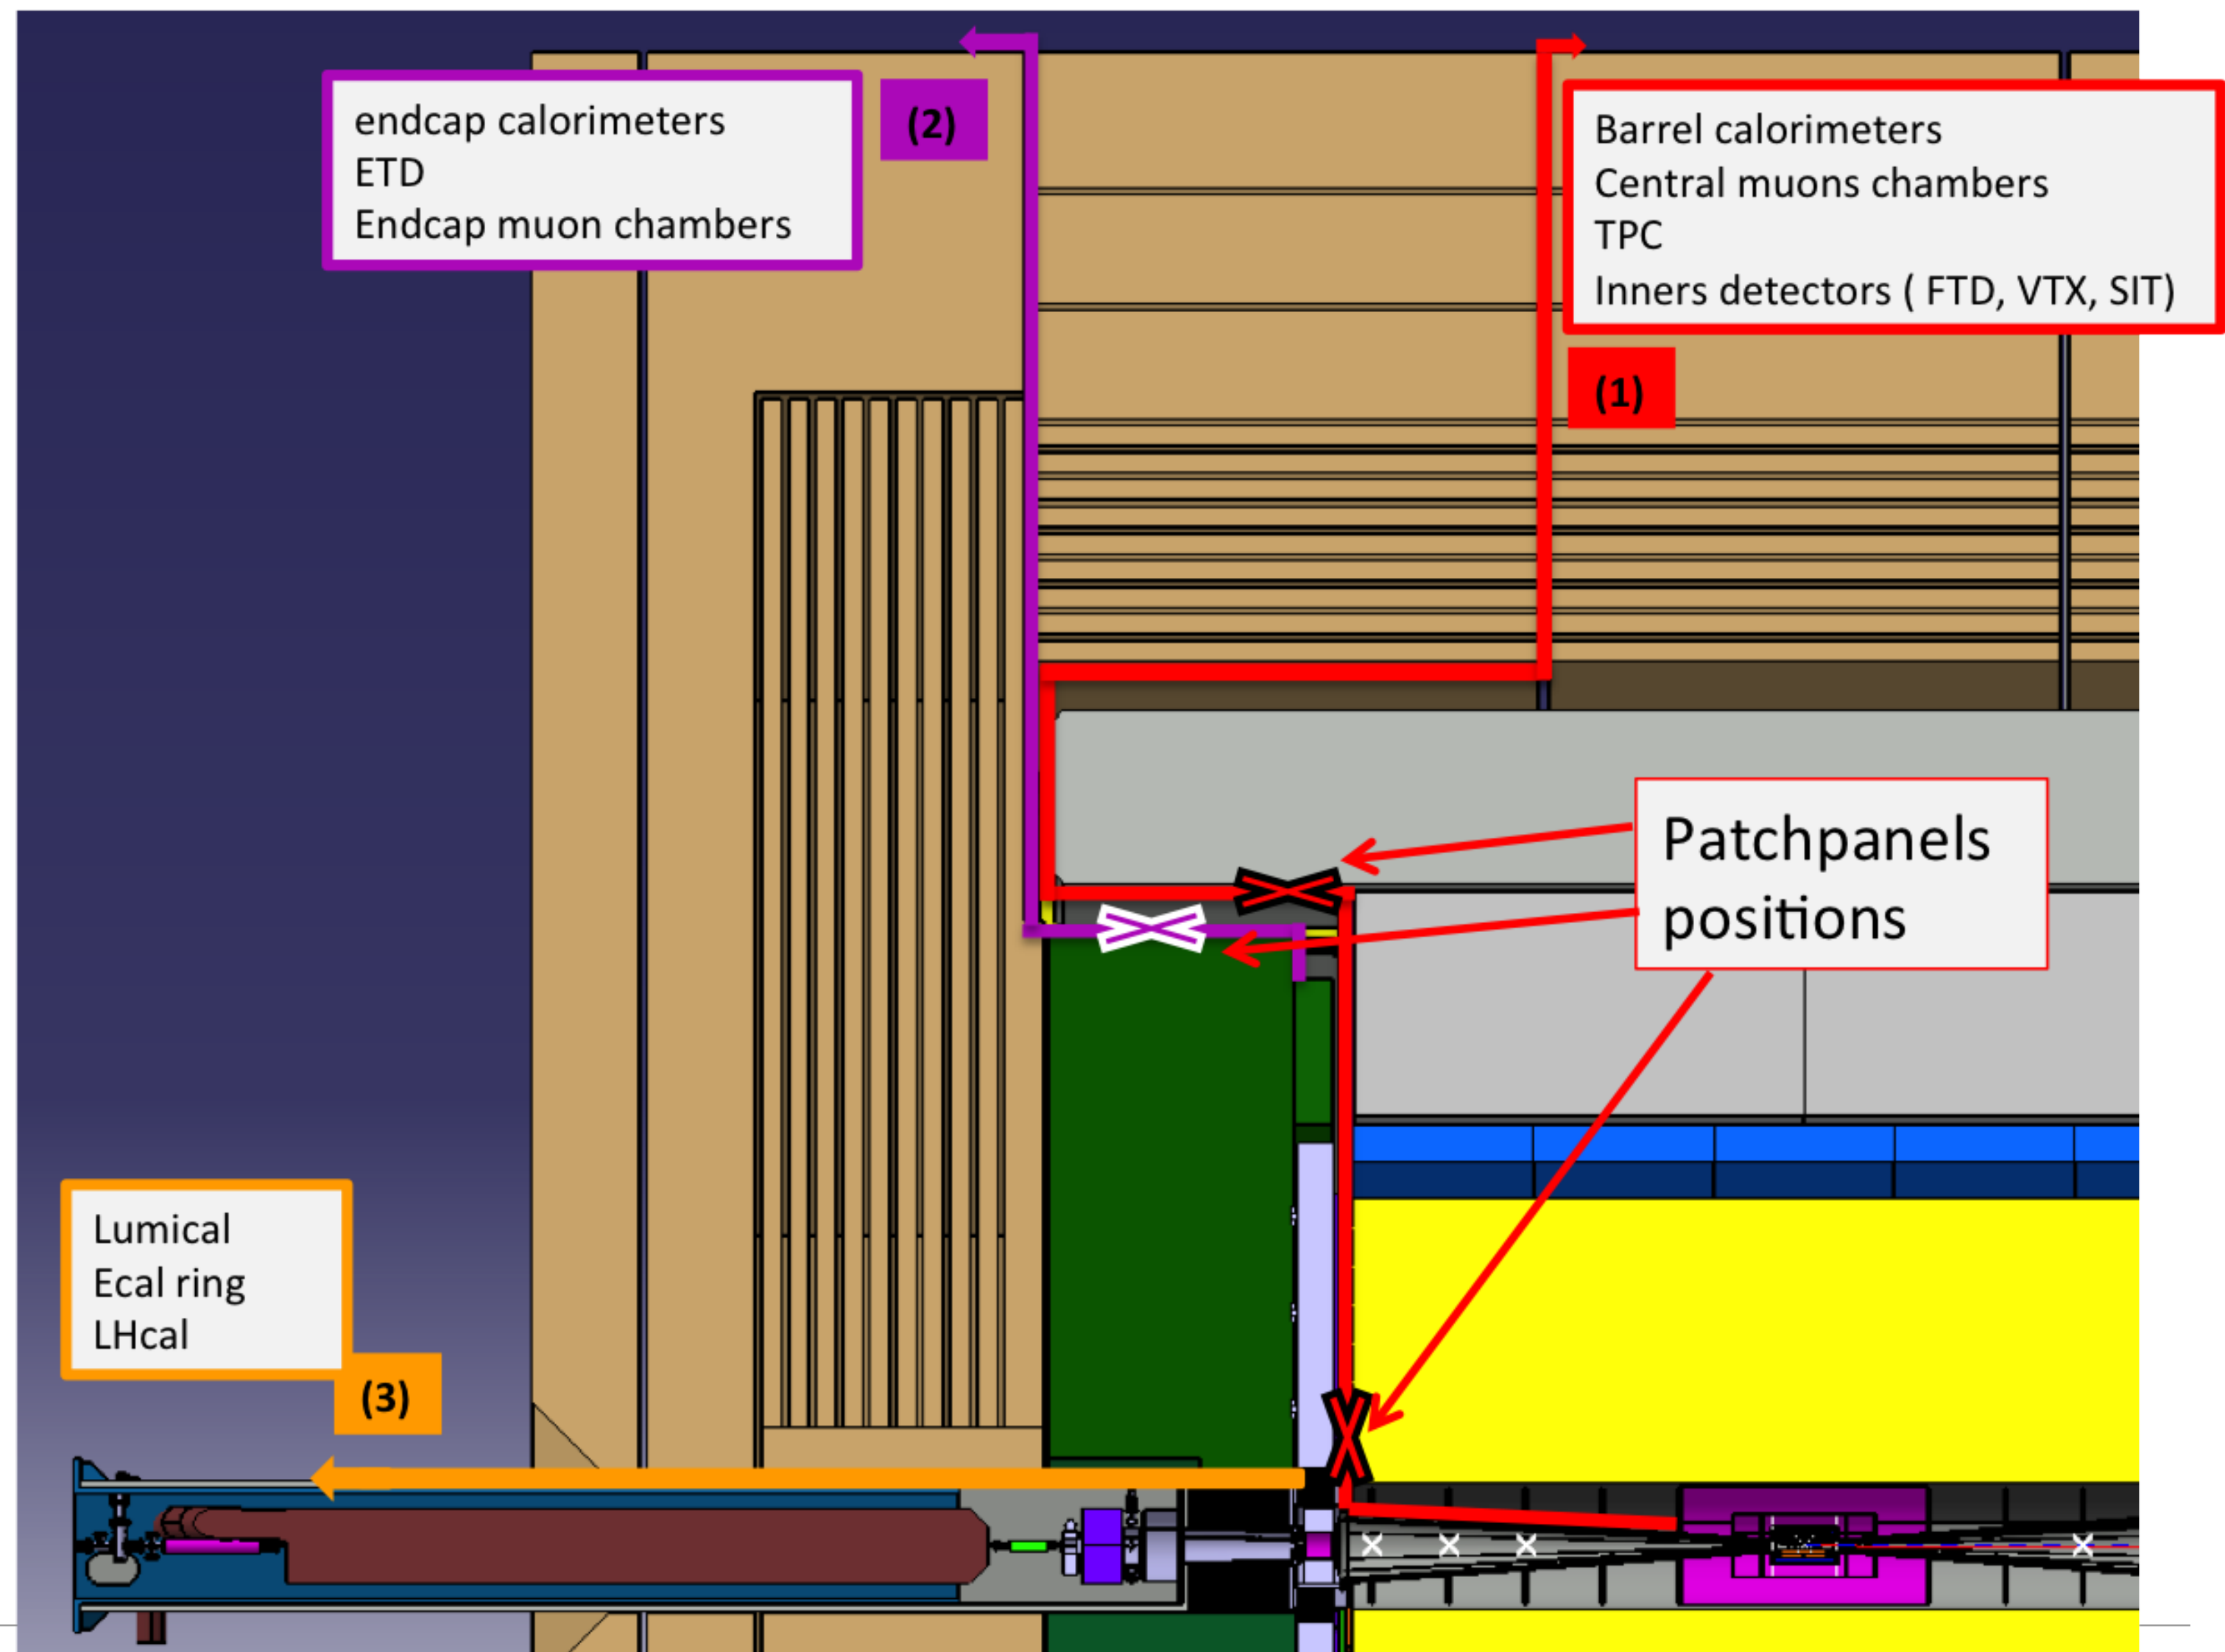 endcap calorimeters
ETD
Endcap muon chambers
(2)
Barrel calorimeters
Central muons chambers
TPC
Inners detectors ( FTD, VTX, SIT)
(1)
Patchpanels
positions
Lumical
Ecal ring
LHcal
(3)